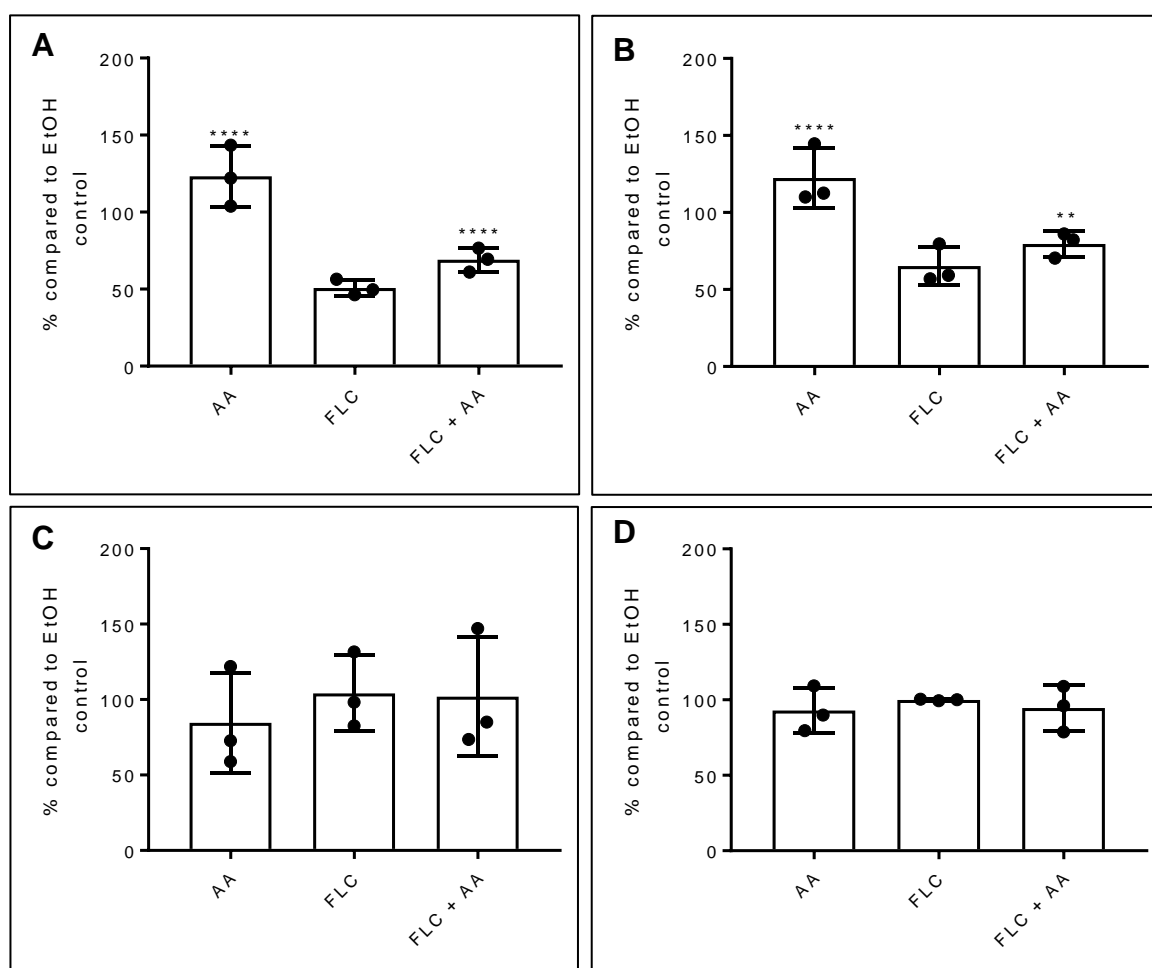 A
% compared to EtOH
control
200
150
100
50
0
****
****
AA
FLC
FLC + AA
B
% compared to EtOH
control
200
150
100
50
0
****
**
AA
FLC
FLC + AA
C
% compared to EtOH
control
200
150
100
50
0
AA
FLC
FLC + AA
D
% compared to EtOH
control
200
150
100
50
0
AA
FLC
FLC + AA